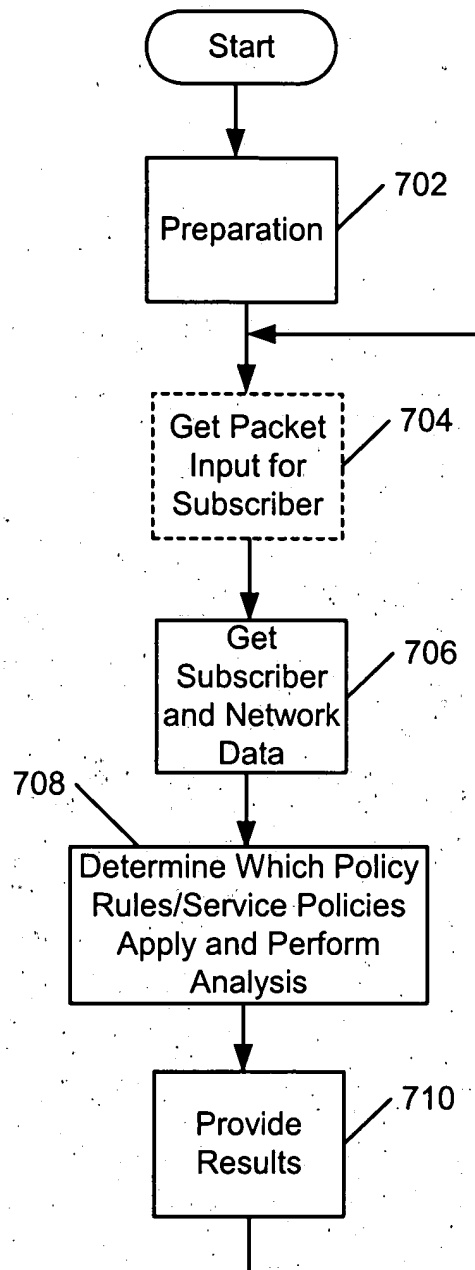 Start
702
Preparation
704
Get Packet
Input for
Subscriber
706
Get
Subscriber
and Network
Data
708
Determine Which Policy
Rules/Service Policies
Apply and Perform
Analysis
710
Provide
Results